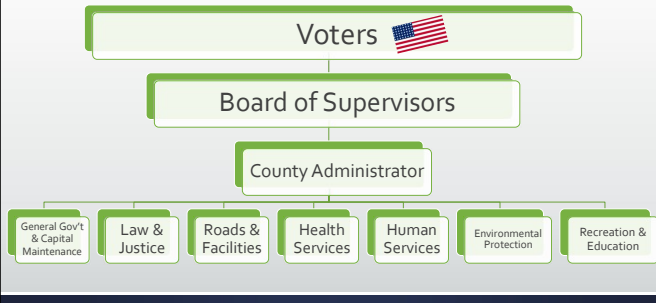 Voters
Board of Supervisors
County Administrator
General Gov't
& Capital
Maintenance
Law &
Justice
Roads &
Facilities
Health
Services
Human
Services
Environmental
Protection
Recreation &
Education